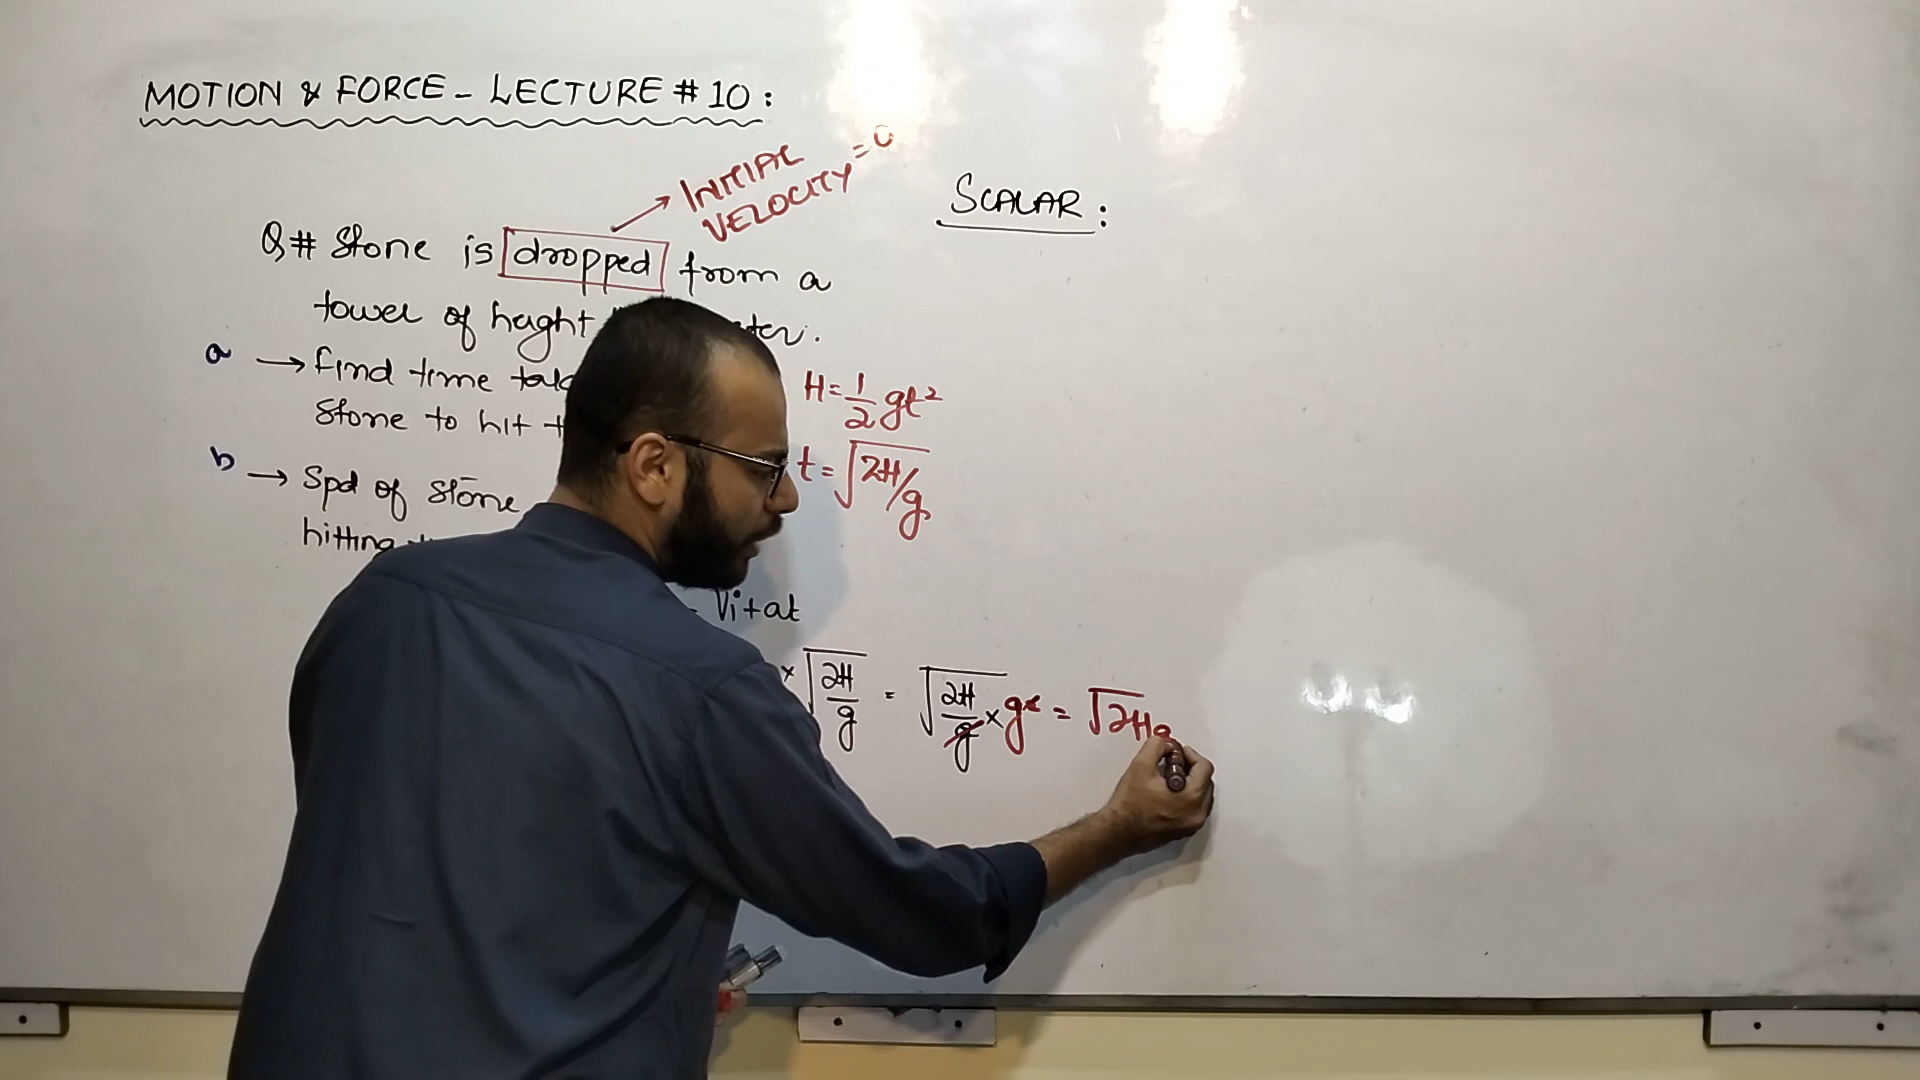 MOTION & FORCE - LECTURE # 10 :
INITIAL
VELOCITY = 0
SCALAR :
Q# Stone is dropped from a
tower of height
a → Find time
Stone to hit
b → Spd of stone
hitting
H = 1/2 gt²
t = √2H/g
Vi+at
× √2H/g = √2H/g × g² = √2Hg